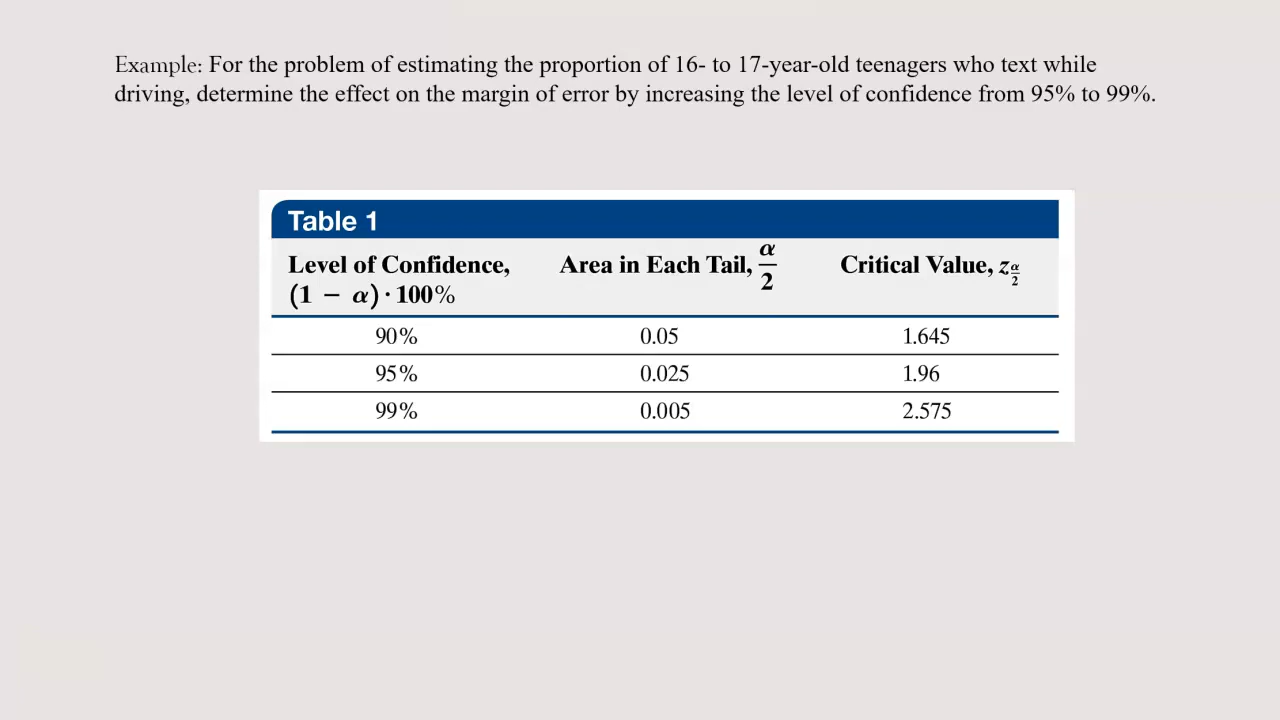 Example: For the problem of estimating the proportion of 16- to 17-year-old teenagers who text while
driving, determine the effect on the margin of error by increasing the level of confidence from 95% to 99%.
Table 1
Level of Confidence, (1 − α) · 100%	Area in Each Tail, α/2	Critical Value, z_{α/2}
90%	0.05	1.645
95%	0.025	1.96
99%	0.005	2.575